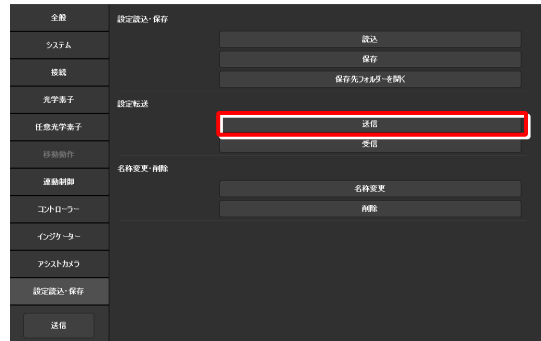 全般
システム
接続
光学素子
任意光学素子
移動動作
連動制御
コントローラー
インジケーター
アシストカメラ
設定読込・保存
送信
設定読込・保存
読込
保存
保存先フォルダーを開く
設定転送
送信
受信
名称変更・削除
名称変更
削除